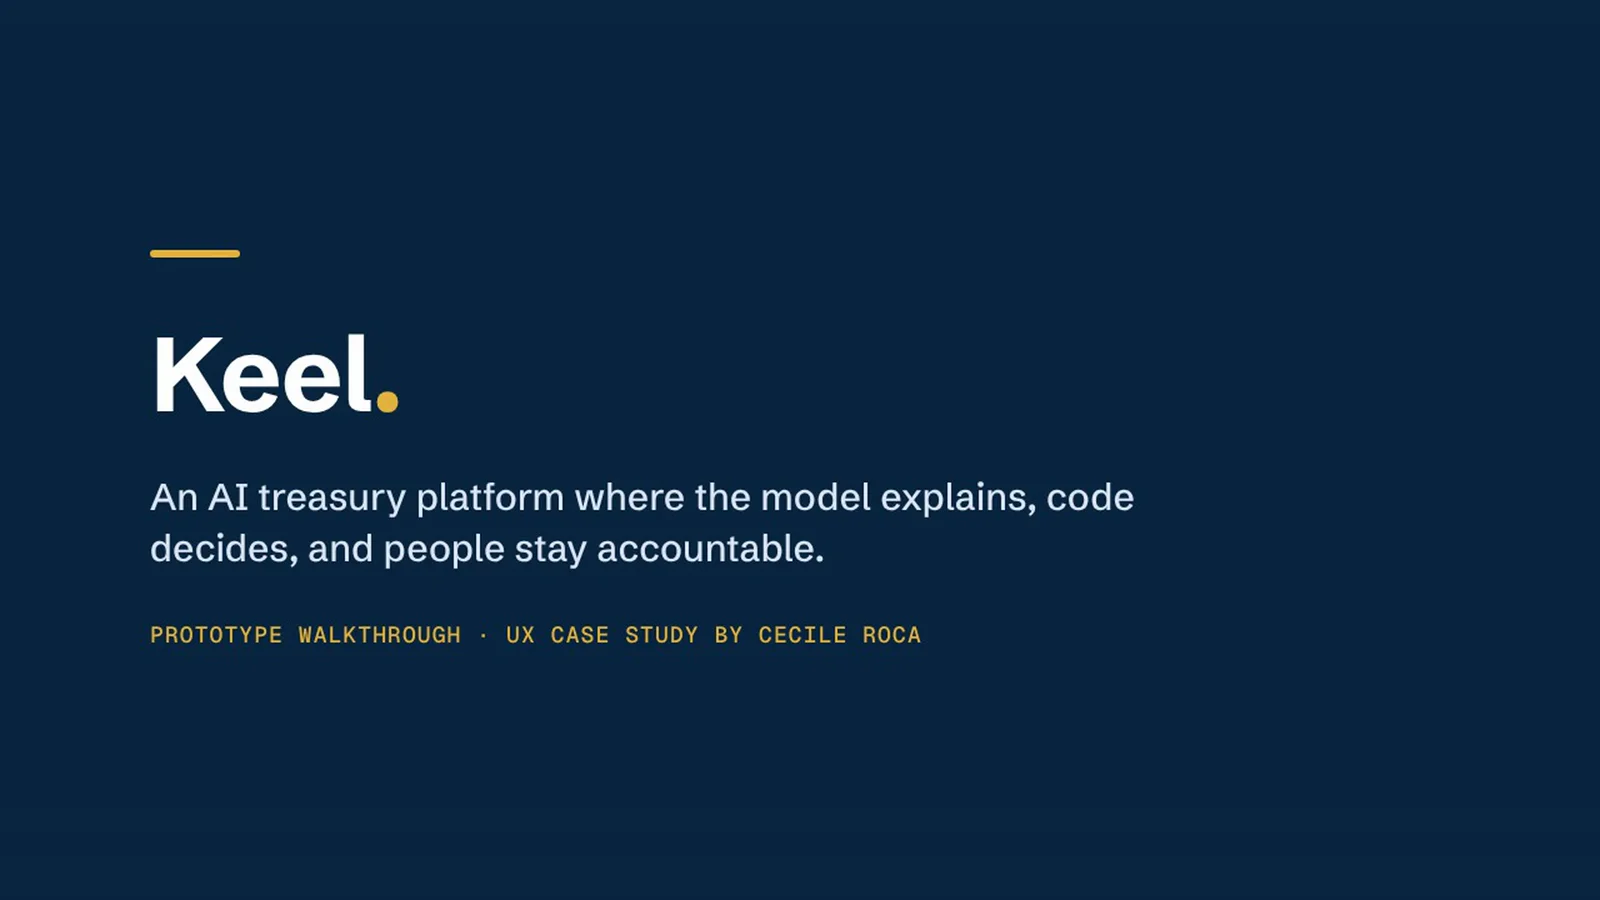 Keel.
An AI treasury platform where the model explains, code
decides, and people stay accountable.
PROTOTYPE WALKTHROUGH · UX CASE STUDY BY CECILE ROCA